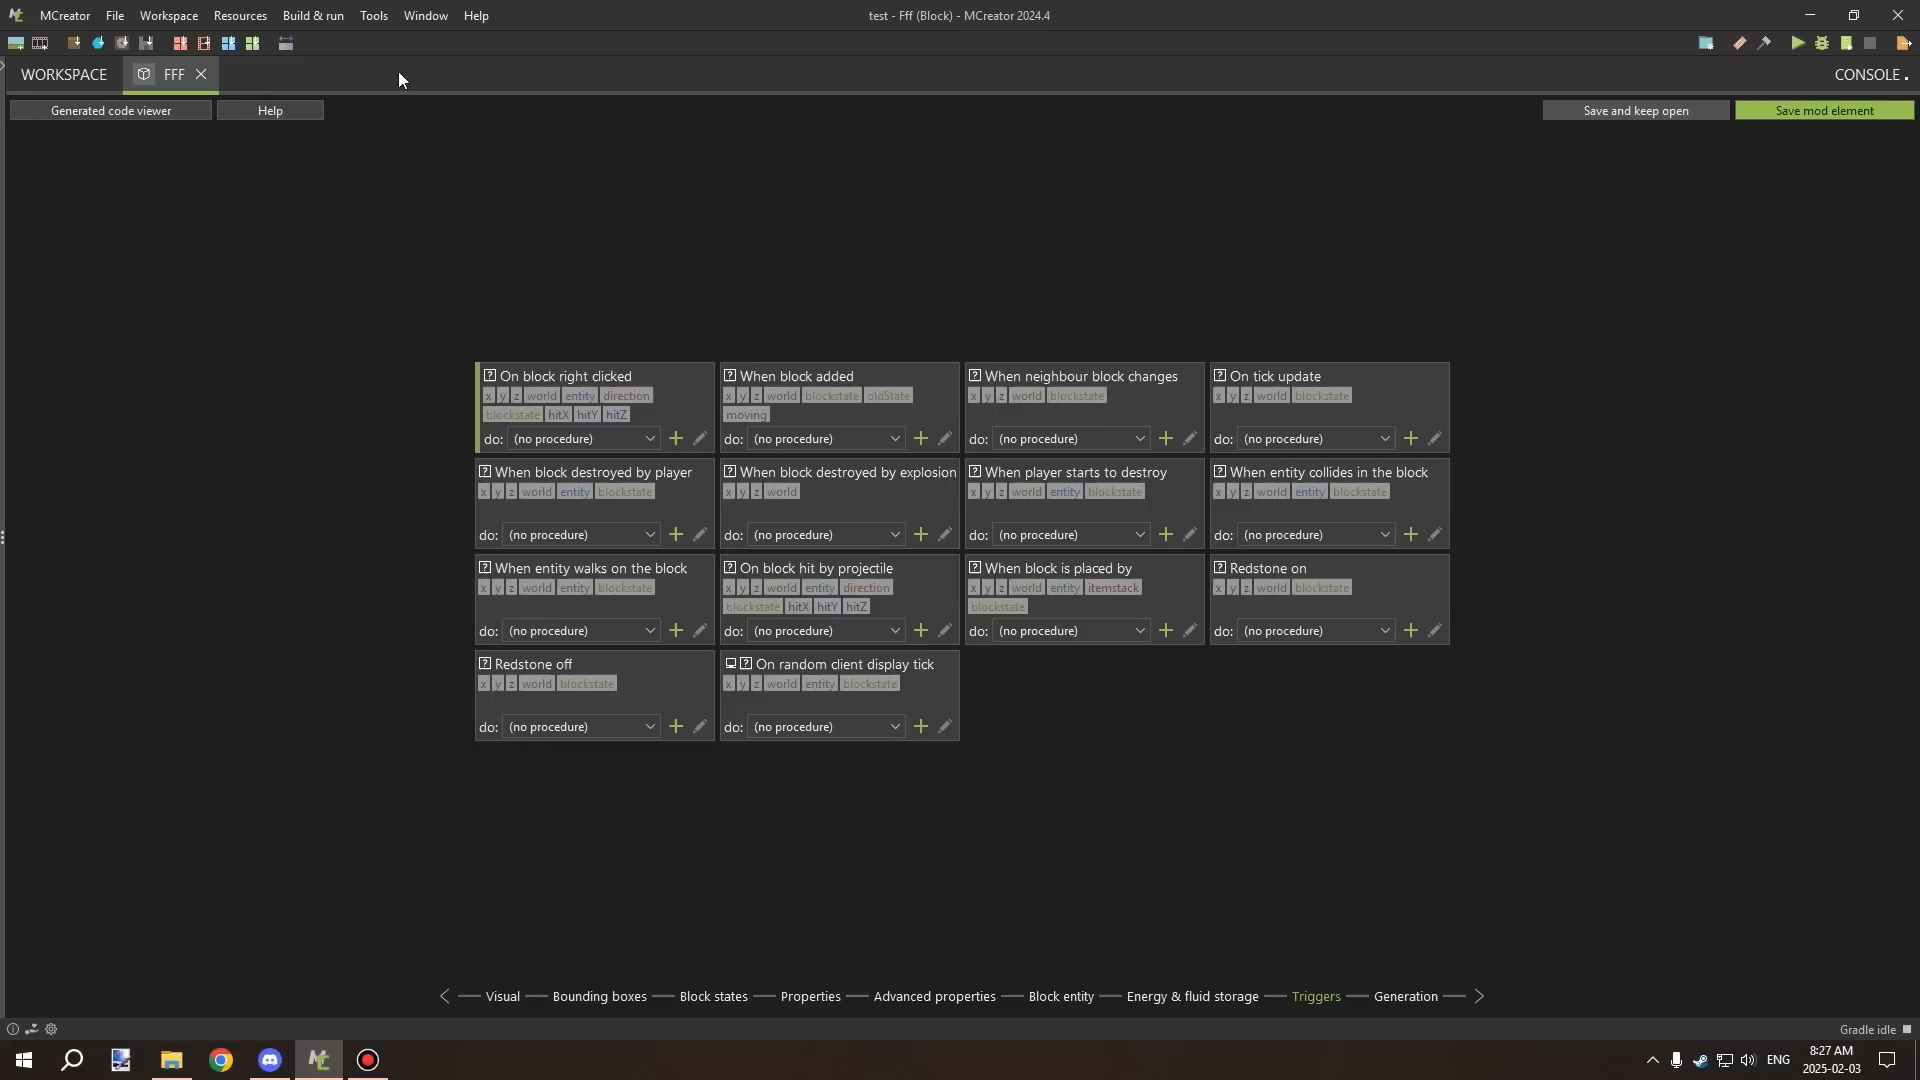 MCreator File Workspace Resources Build & run Tools Window Help
test - Fff (Block) - MCreator 2024.4
WORKSPACE
FFF
CONSOLE
Generated code viewer
Help
Save and keep open
Save mod element
On block right clicked
x y z world entity direction
blockstate hitX hitY hitZ
do: (no procedure)
When block added
x y z world blockstate oldState
moving
do: (no procedure)
When neighbour block changes
x y z world blockstate
do: (no procedure)
On tick update
x y z world blockstate
do: (no procedure)
When block destroyed by player
x y z world entity blockstate
do: (no procedure)
When block destroyed by explosion
x y z world
do: (no procedure)
When player starts to destroy
x y z world entity blockstate
do: (no procedure)
When entity collides in the block
x y z world entity blockstate
do: (no procedure)
When entity walks on the block
x y z world entity blockstate
do: (no procedure)
On block hit by projectile
x y z world entity direction
blockstate hitX hitY hitZ
do: (no procedure)
When block is placed by
x y z world entity itemstack
blockstate
do: (no procedure)
Redstone on
x y z world blockstate
do: (no procedure)
Redstone off
x y z world blockstate
do: (no procedure)
On random client display tick
x y z world entity blockstate
do: (no procedure)
Visual Bounding boxes Block states Properties Advanced properties Block entity Energy & fluid storage Triggers Generation
Gradle idle
ENG
8:27 AM
2025-02-03